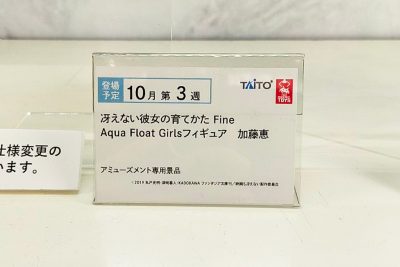 登場
予定
10月 第3週
TAITO
TOYS
冴えない彼女の育てかた Fine
Aqua Float Girlsフィギュア 加藤恵
アミューズメント専用景品
仕様変更の
います。